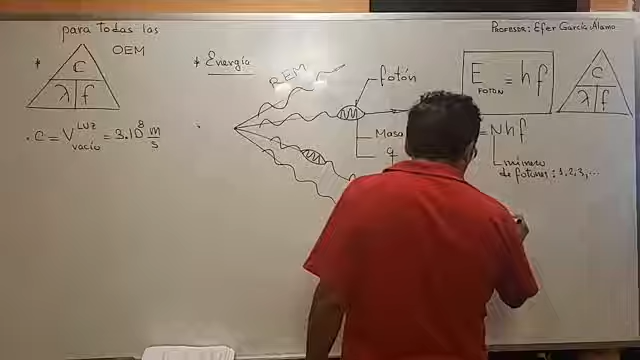 para todas las
OEM
* 
C
λ f
. C = V LUZ vacío = 3.10⁸ m/s
* Energía
REM
fotón
Masa
q
PROFESOR: Efer García Alamo
E FOTON = hf
C
λ f
= Nhf
número
de fotones: 1,2,3,...